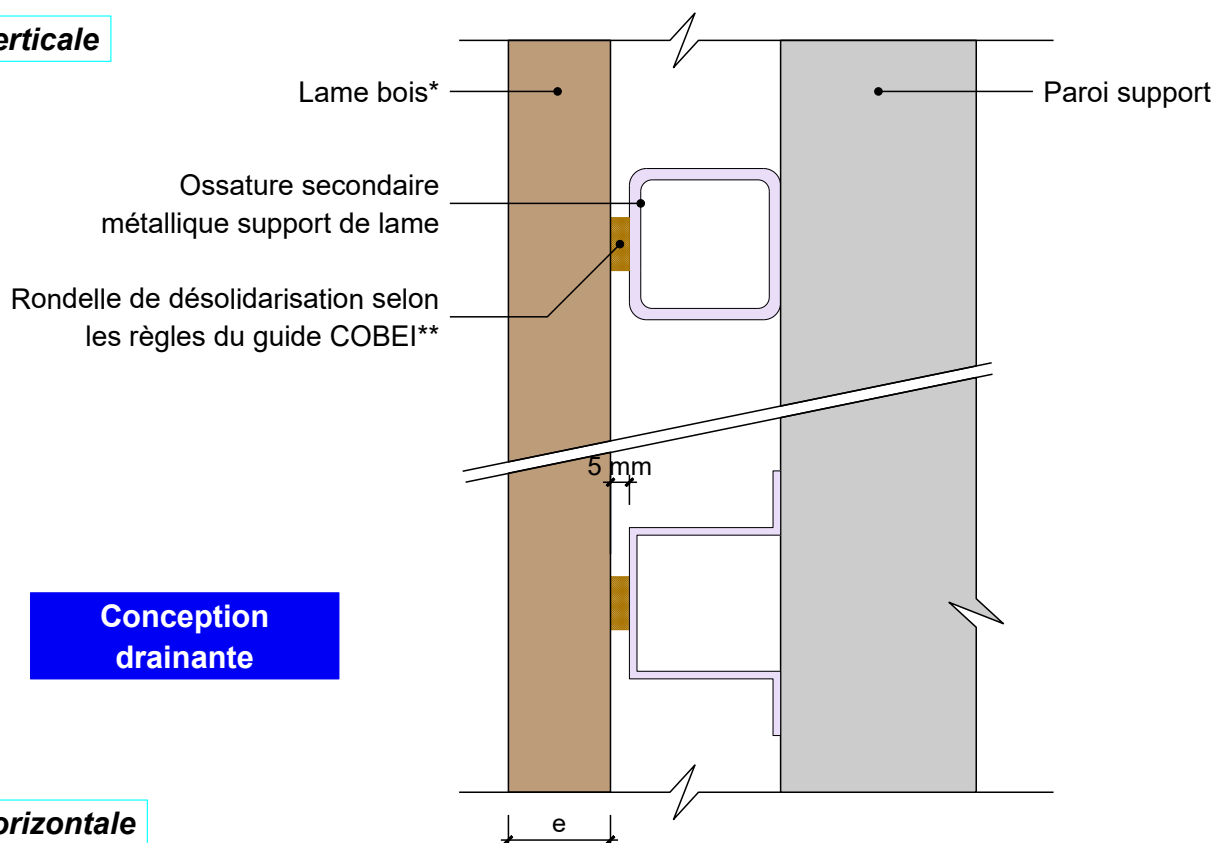 erticale
Lame bois*
Paroi support
Ossature secondaire
métallique support de lame
Rondelle de désolidarisation selon
les règles du guide COBEI**
5 mm
Conception
drainante
orizontale
e